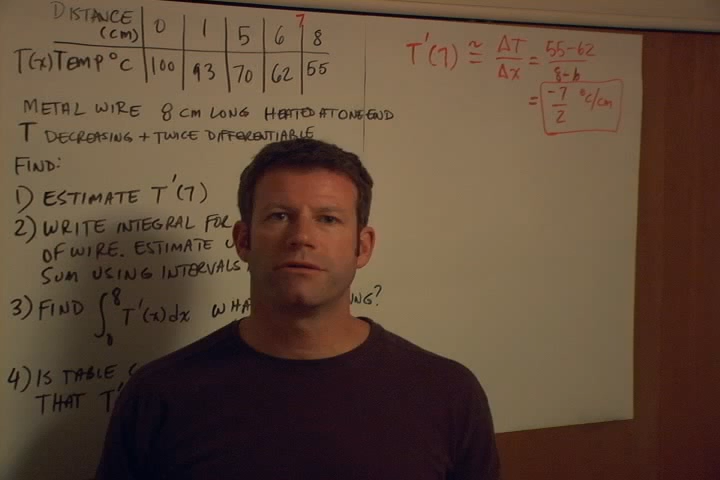 DISTANCE (cm) 0 1 5 6 7 8
T(x) TEMP °C 100 93 70 62 55
METAL WIRE 8 CM LONG HEATED AT ONE END
T DECREASING + TWICE DIFFERENTIABLE
FIND:
1) ESTIMATE T'(7)
2) WRITE INTEGRAL FOR
OF WIRE. ESTIMATE
SUM USING INTERVALS
3) FIND ∫₀⁸ T'(x)dx WHA NG?
4) IS TABLE
THAT T'
T'(7) ≅ ΔT/Δx = 55-62/8-6
= -7/2 °C/cm